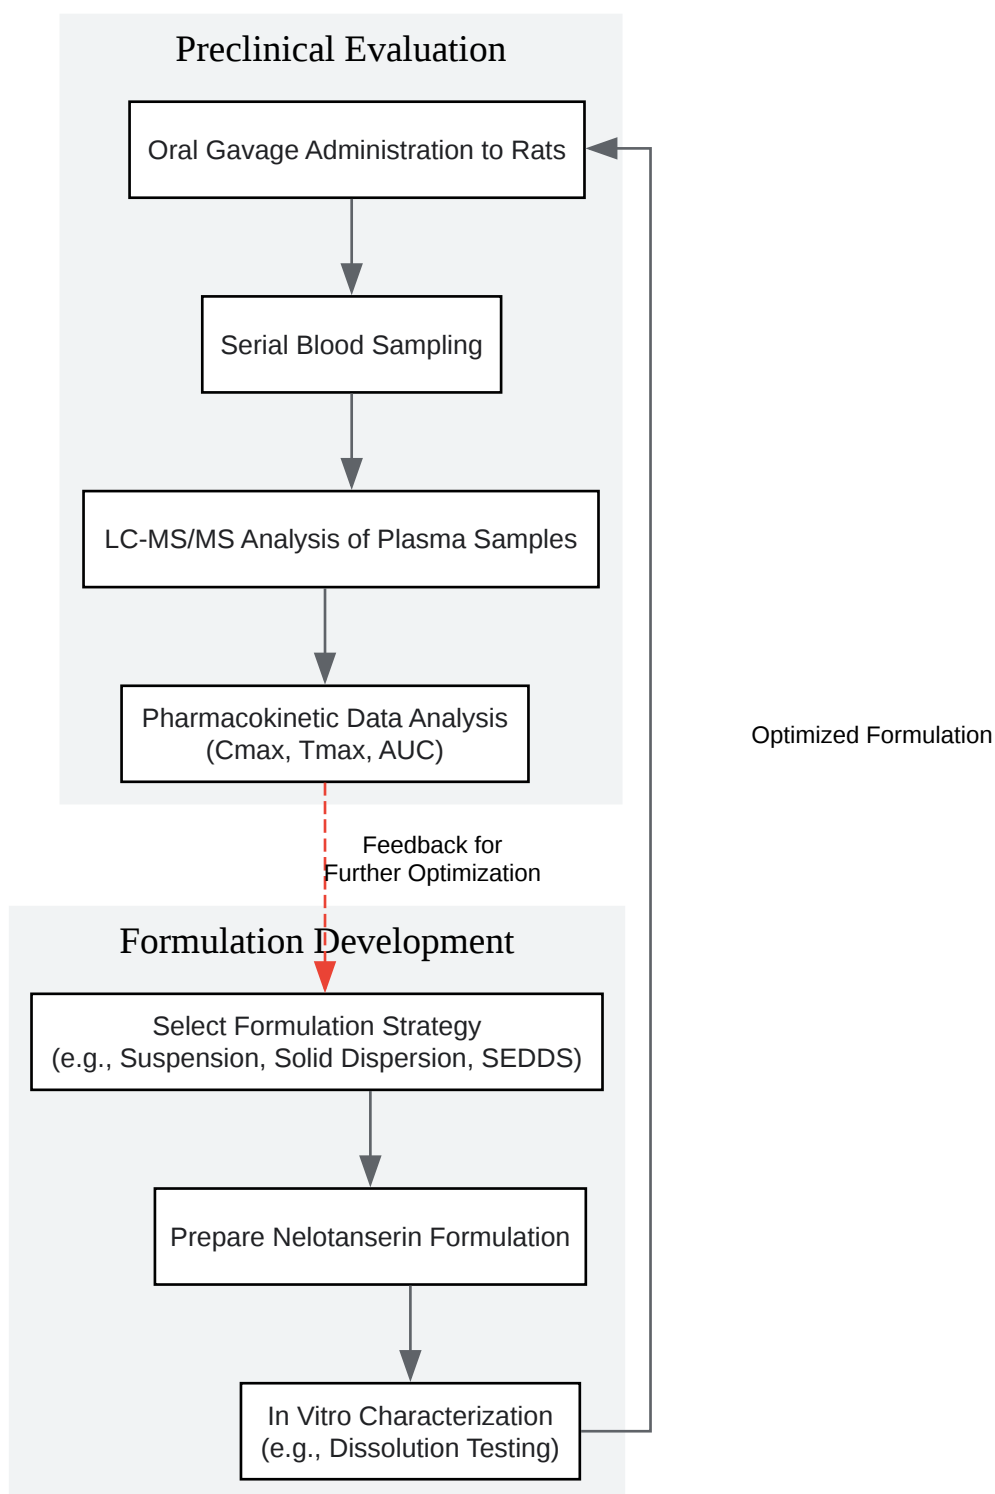 Preclinical Evaluation
Oral Gavage Administration to Rats
Serial Blood Sampling
LC-MS/MS Analysis of Plasma Samples
Pharmacokinetic Data Analysis
(Cmax, Tmax, AUC)
Optimized Formulation
Feedback for
Further Optimization
Formulation Development
Select Formulation Strategy
(e.g., Suspension, Solid Dispersion, SEDDS)
Prepare Nelotanserin Formulation
In Vitro Characterization
(e.g., Dissolution Testing)